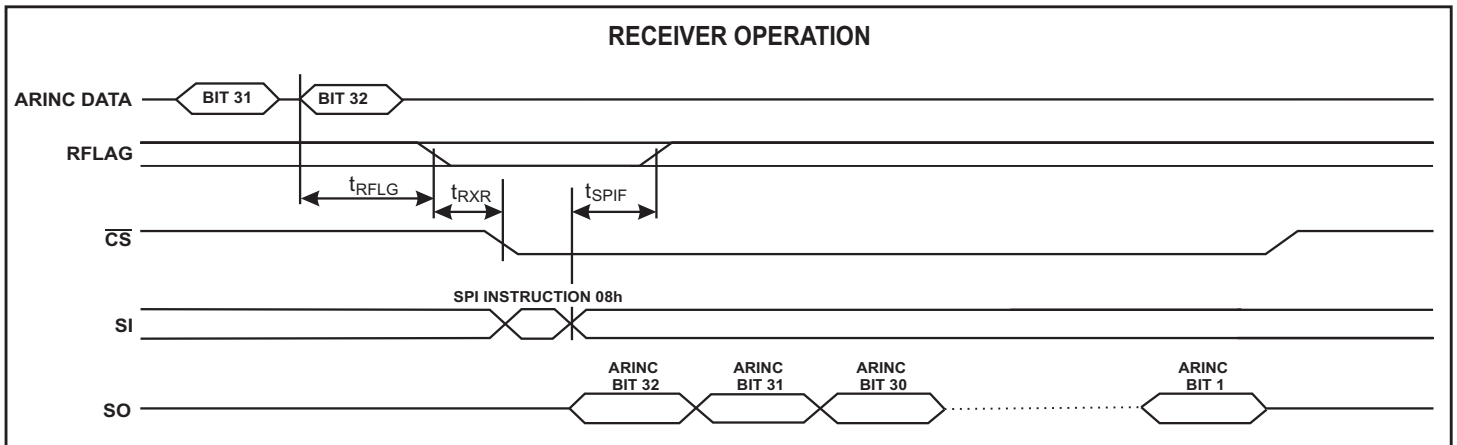 RECEIVER OPERATION
ARINC DATA
BIT 31
BIT 32
RFLAG
tRFLG
tRXR
tSPIF
CS
SPI INSTRUCTION 08h
SI
ARINC
BIT 32
ARINC
BIT 31
ARINC
BIT 30
ARINC
BIT 1
SO